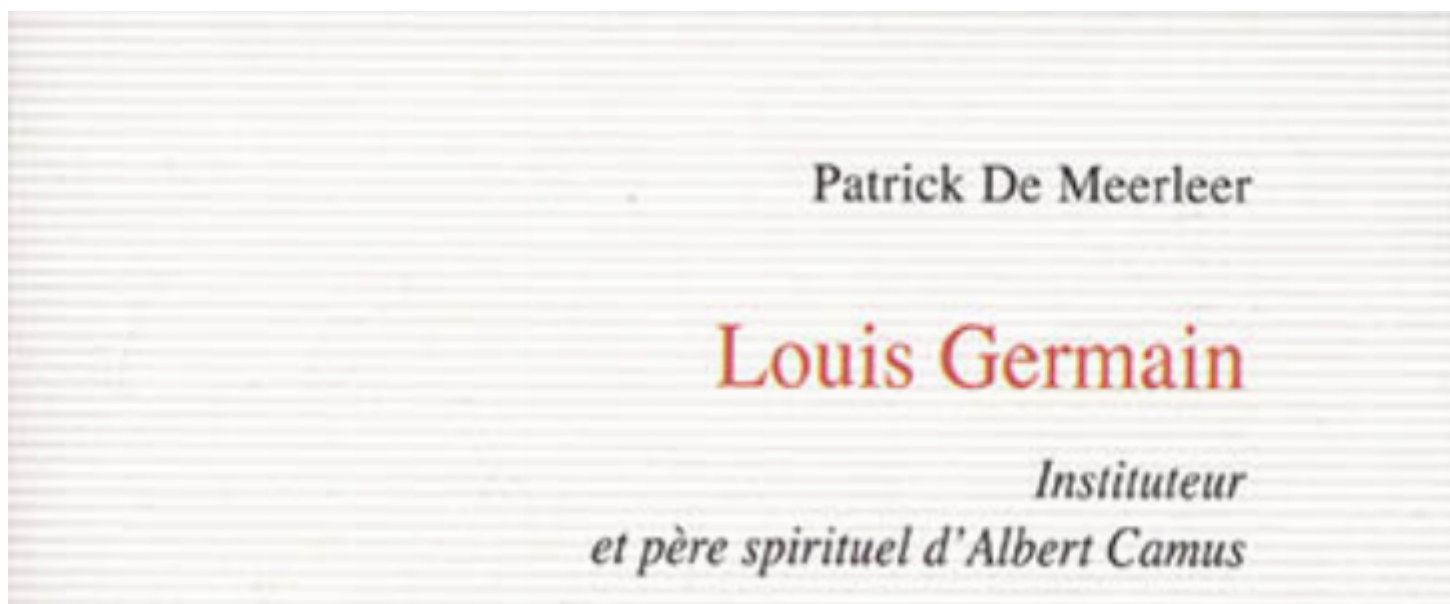 Patrick De Meerleer
Louis Germain
Instituteur
et père spirituel d'Albert Camus